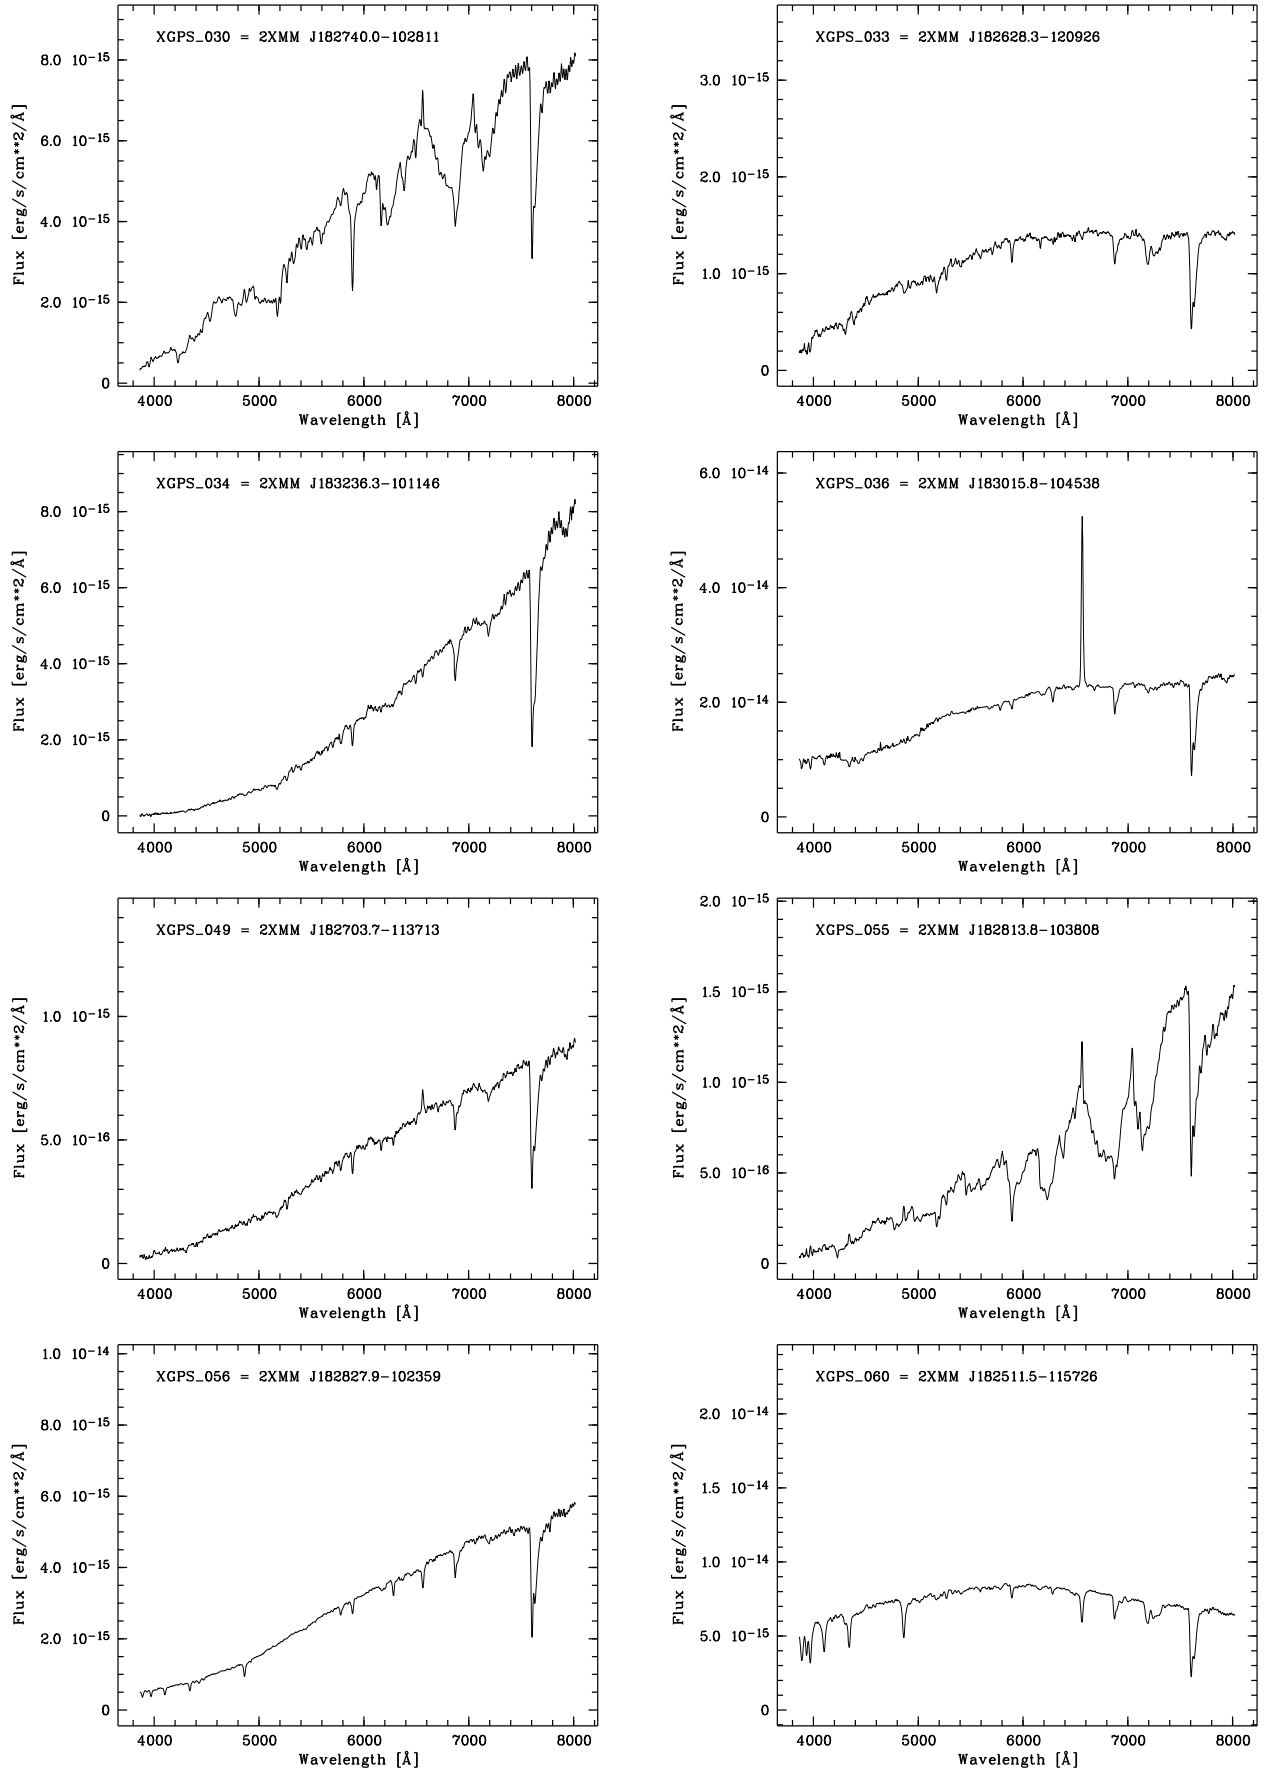 XGPS_030 = 2XMM J182740.0-102811
8.0 10⁻¹⁵
6.0 10⁻¹⁵
4.0 10⁻¹⁵
2.0 10⁻¹⁵
0
Flux [erg/s/cm**2/Å]
4000 5000 6000 7000 8000
Wavelength [Å]
XGPS_033 = 2XMM J182628.3-120926
3.0 10⁻¹⁵
2.0 10⁻¹⁵
1.0 10⁻¹⁵
0
Flux [erg/s/cm**2/Å]
4000 5000 6000 7000 8000
Wavelength [Å]
XGPS_034 = 2XMM J183236.3-101146
8.0 10⁻¹⁵
6.0 10⁻¹⁵
4.0 10⁻¹⁵
2.0 10⁻¹⁵
0
Flux [erg/s/cm**2/Å]
4000 5000 6000 7000 8000
Wavelength [Å]
XGPS_036 = 2XMM J183015.8-104538
6.0 10⁻¹⁴
4.0 10⁻¹⁴
2.0 10⁻¹⁴
0
Flux [erg/s/cm**2/Å]
4000 5000 6000 7000 8000
Wavelength [Å]
XGPS_049 = 2XMM J182703.7-113713
1.0 10⁻¹⁵
5.0 10⁻¹⁶
0
Flux [erg/s/cm**2/Å]
4000 5000 6000 7000 8000
Wavelength [Å]
XGPS_055 = 2XMM J182813.8-103808
2.0 10⁻¹⁵
1.5 10⁻¹⁵
1.0 10⁻¹⁵
5.0 10⁻¹⁶
0
Flux [erg/s/cm**2/Å]
4000 5000 6000 7000 8000
Wavelength [Å]
XGPS_056 = 2XMM J182827.9-102359
1.0 10⁻¹⁴
8.0 10⁻¹⁵
6.0 10⁻¹⁵
4.0 10⁻¹⁵
2.0 10⁻¹⁵
0
Flux [erg/s/cm**2/Å]
4000 5000 6000 7000 8000
Wavelength [Å]
XGPS_060 = 2XMM J182511.5-115726
2.0 10⁻¹⁴
1.5 10⁻¹⁴
1.0 10⁻¹⁴
5.0 10⁻¹⁵
0
Flux [erg/s/cm**2/Å]
4000 5000 6000 7000 8000
Wavelength [Å]